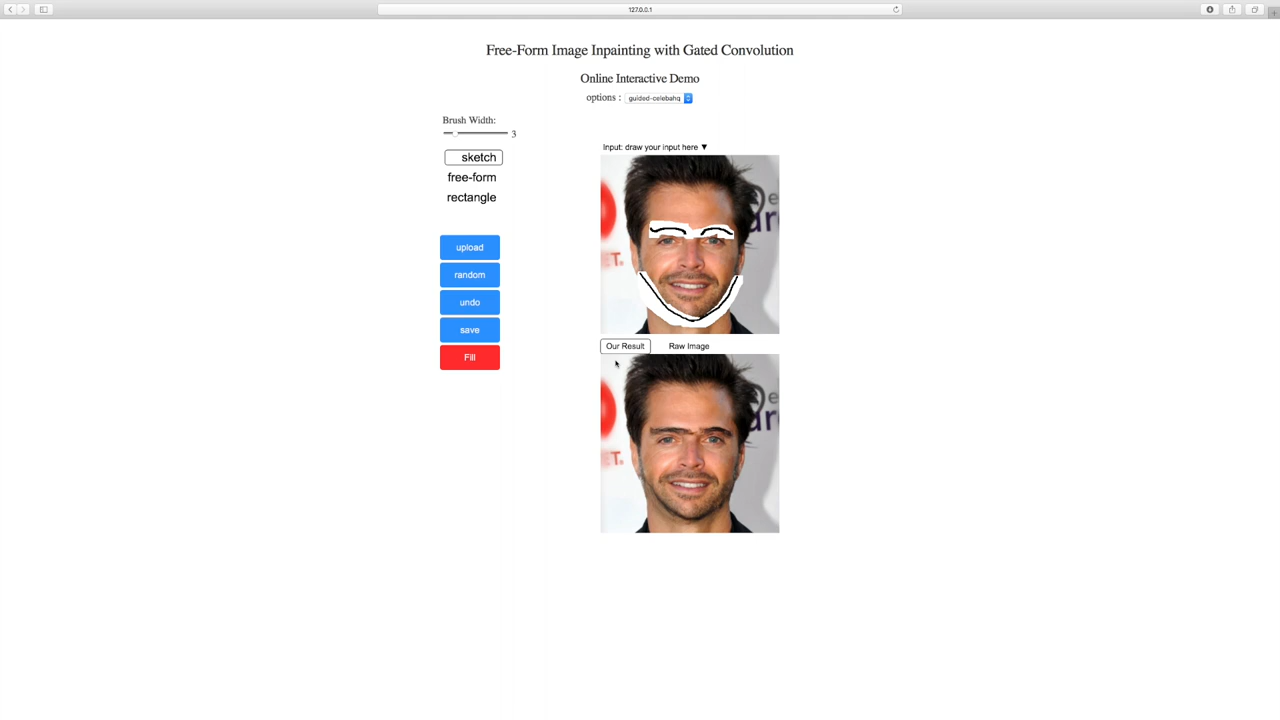 127.0.0.1
Free-Form Image Inpainting with Gated Convolution
Online Interactive Demo
options : guided-celebahq
Brush Width:
3
sketch
free-form
rectangle
upload
random
undo
save
Fill
Input: draw your input here ▼
ET.
Our Result Raw Image
ET.